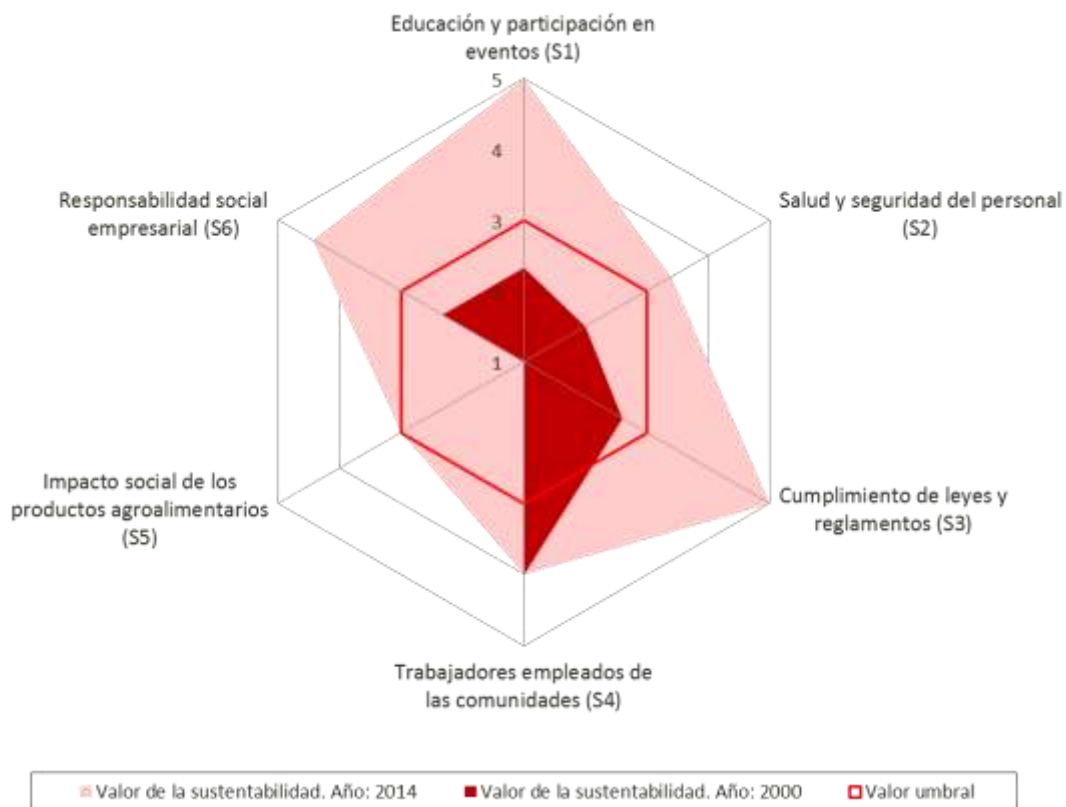 Educación y participación en
eventos (S1)
5
4
3
2
1
Responsabilidad social
empresarial (S6)
Salud y seguridad del personal
(S2)
Impacto social de los
productos agroalimentarios
(S5)
Cumplimiento de leyes y
reglamentos (S3)
Trabajadores empleados de
las comunidades (S4)
Valor de la sustentabilidad. Año: 2014 Valor de la sustentabilidad. Año: 2000 Valor umbral